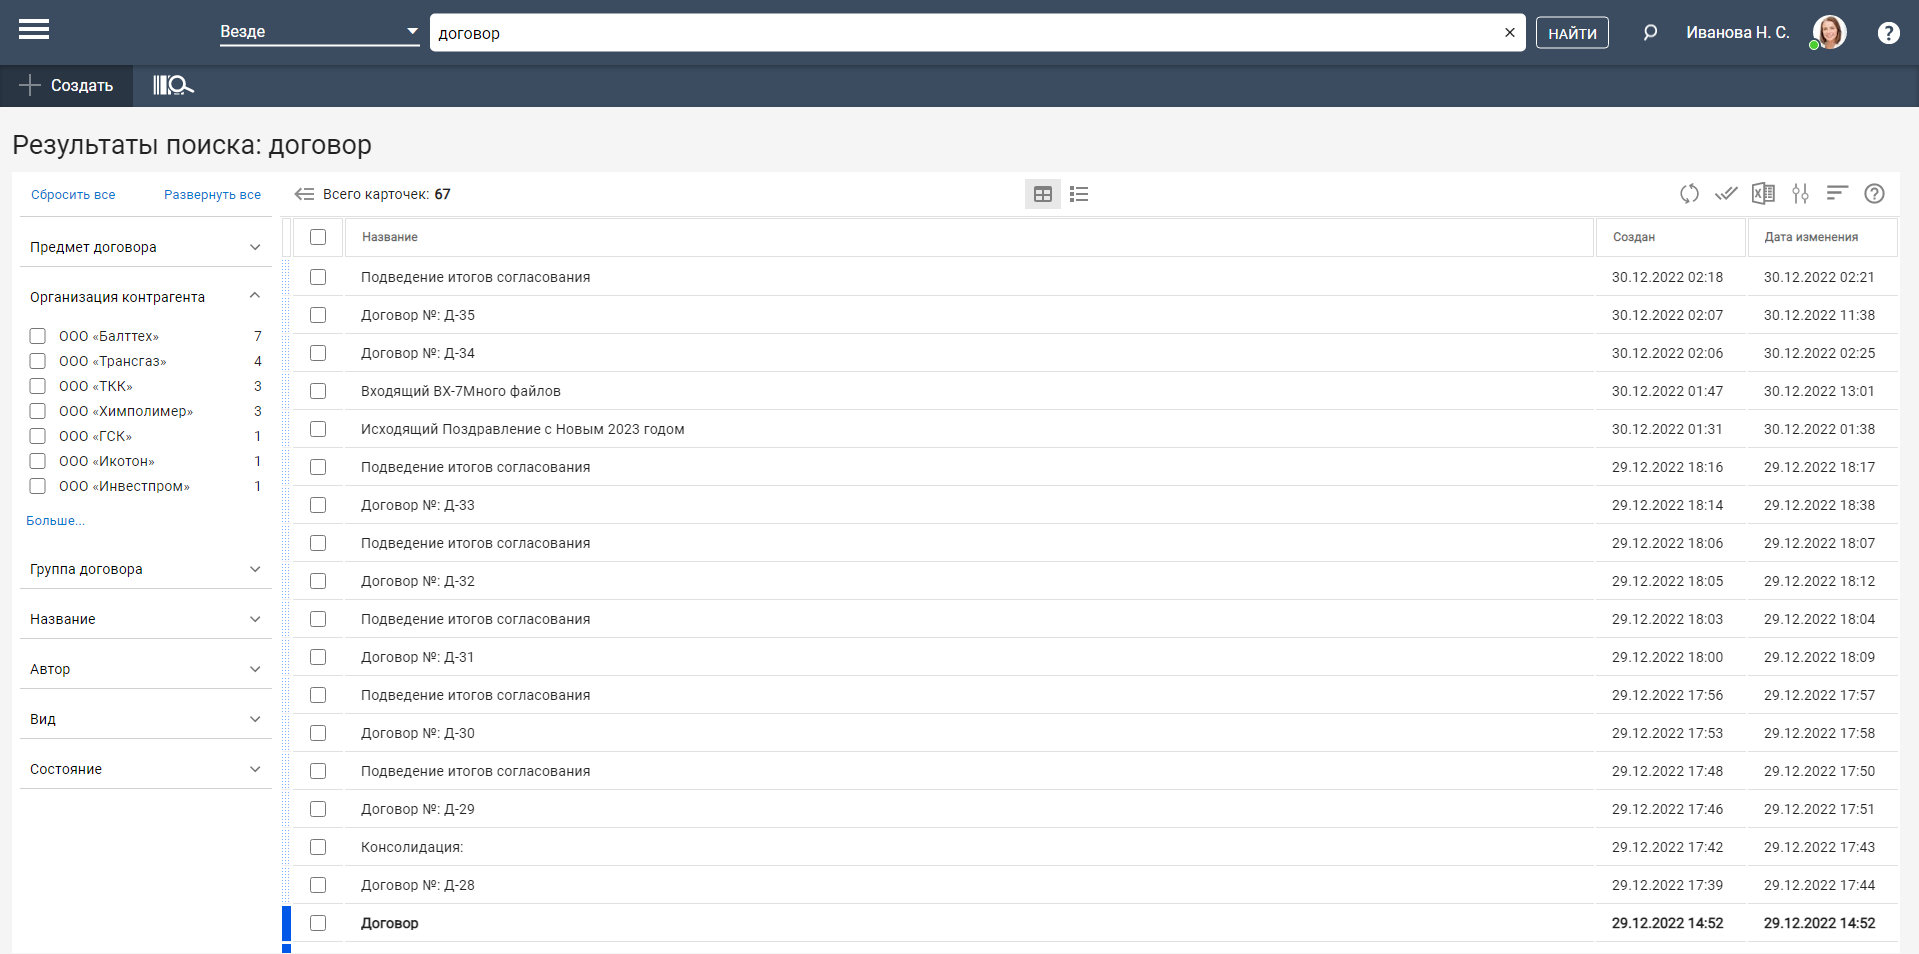 Везде
договор
НАЙТИ
Иванова Н. С.
Создать
Результаты поиска: договор
Сбросить все
Развернуть все
Всего карточек: 67
Предмет договора
Организация контрагента
ООО «Балттех» 7
ООО «Трансгаз» 4
ООО «ТКК» 3
ООО «Химполимер» 3
ООО «ГСК» 1
ООО «Икотон» 1
ООО «Инвестпром» 1
Больше...
Группа договора
Название
Автор
Вид
Состояние
Название Создан Дата изменения
Подведение итогов согласования 30.12.2022 02:18 30.12.2022 02:21
Договор №: Д-35 30.12.2022 02:07 30.12.2022 11:38
Договор №: Д-34 30.12.2022 02:06 30.12.2022 02:25
Входящий ВХ-7Много файлов 30.12.2022 01:47 30.12.2022 13:01
Исходящий Поздравление с Новым 2023 годом 30.12.2022 01:31 30.12.2022 01:38
Подведение итогов согласования 29.12.2022 18:16 29.12.2022 18:17
Договор №: Д-33 29.12.2022 18:14 29.12.2022 18:38
Подведение итогов согласования 29.12.2022 18:06 29.12.2022 18:07
Договор №: Д-32 29.12.2022 18:05 29.12.2022 18:12
Подведение итогов согласования 29.12.2022 18:03 29.12.2022 18:04
Договор №: Д-31 29.12.2022 18:00 29.12.2022 18:09
Подведение итогов согласования 29.12.2022 17:56 29.12.2022 17:57
Договор №: Д-30 29.12.2022 17:53 29.12.2022 17:58
Подведение итогов согласования 29.12.2022 17:48 29.12.2022 17:50
Договор №: Д-29 29.12.2022 17:46 29.12.2022 17:51
Консолидация: 29.12.2022 17:42 29.12.2022 17:43
Договор №: Д-28 29.12.2022 17:39 29.12.2022 17:44
Договор 29.12.2022 14:52 29.12.2022 14:52